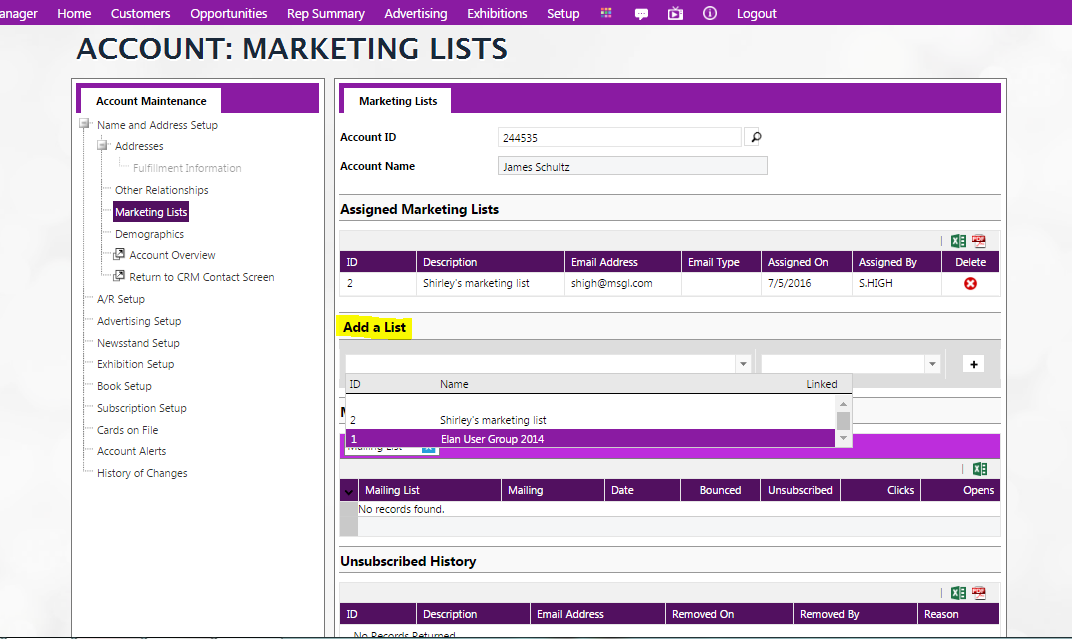 anager Home Customers Opportunities Rep Summary Advertising Exhibitions Setup Logout
ACCOUNT: MARKETING LISTS
Account Maintenance
Name and Address Setup
Addresses
Fulfillment Information
Other Relationships
Marketing Lists
Demographics
Account Overview
Return to CRM Contact Screen
A/R Setup
Advertising Setup
Newsstand Setup
Exhibition Setup
Book Setup
Subscription Setup
Cards on File
Account Alerts
History of Changes
Marketing Lists
Account ID 244535
Account Name James Schultz
Assigned Marketing Lists
ID Description Email Address Email Type Assigned On Assigned By Delete
2 Shirley's marketing list shigh@msgl.com 7/5/2016 S.HIGH
Add a List
ID Name Linked
2 Shirley's marketing list
1 Elan User Group 2014
Mailing List
Mailing List Mailing Date Bounced Unsubscribed Clicks Opens
No records found.
Unsubscribed History
ID Description Email Address Removed On Removed By Reason
No Records Returned